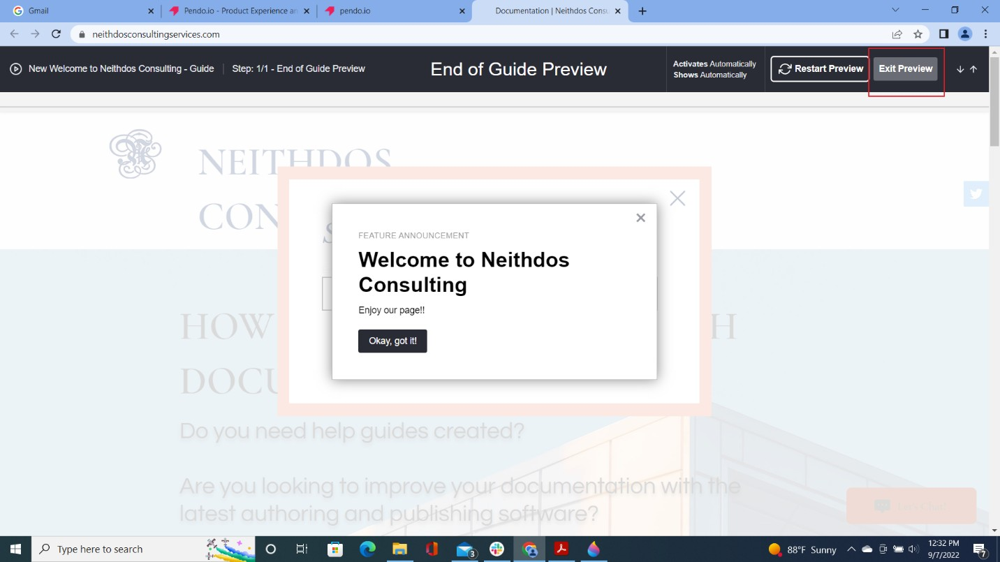 Gmail
Pendo.io - Product Experience an
pendo.io
Documentation | Neithdos Consu
neithdosconsultingservices.com
New Welcome to Neithdos Consulting - Guide
Step: 1/1 - End of Guide Preview
End of Guide Preview
Activates Automatically
Shows Automatically
Restart Preview
Exit Preview
NEITHDOS
CON
S
FEATURE ANNOUNCEMENT
Welcome to Neithdos
Consulting
Enjoy our page!!
Okay, got it!
HOW
H
DOCU
Do you need help guides created?
Are you looking to improve your documentation with the
latest authoring and publishing software?
Let's Chat!
Type here to search
3
88°F Sunny
12:32 PM
9/7/2022
7